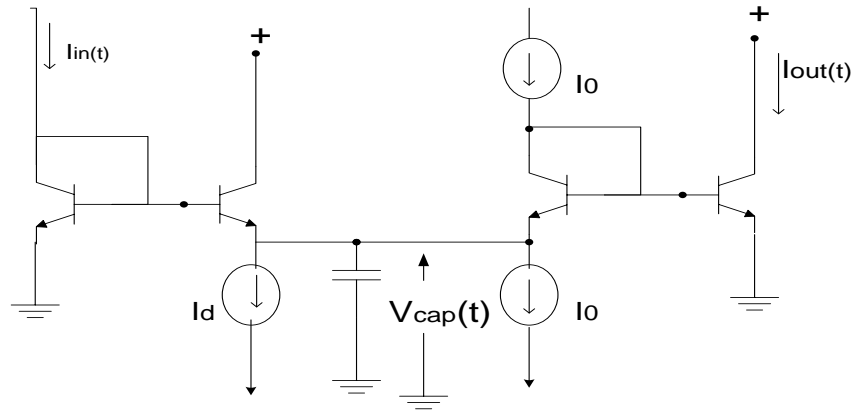 +
+
Iin(t)
I0
Iout(t)
Id
Vcap(t)
I0